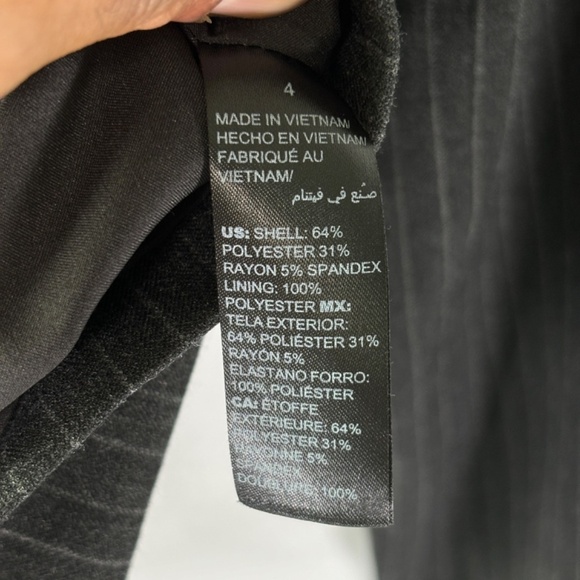 4
MADE IN VIETNAM/
HECHO EN VIETNAM/
FABRIQUÉ AU
VIETNAM/
صُنع في فيتنام
US: SHELL: 64%
POLYESTER 31%
RAYON 5% SPANDEX
LINING: 100%
POLYESTER MX:
TELA EXTERIOR:
64% POLIÉSTER 31%
RAYÓN 5%
ELASTANO FORRO:
100% POLIÉSTER
CA: ÉTOFFE
EXTÉRIEURE: 64%
POLYESTER 31%
RAYONNE 5%
SPANDEX
DOUBLURE: 100%